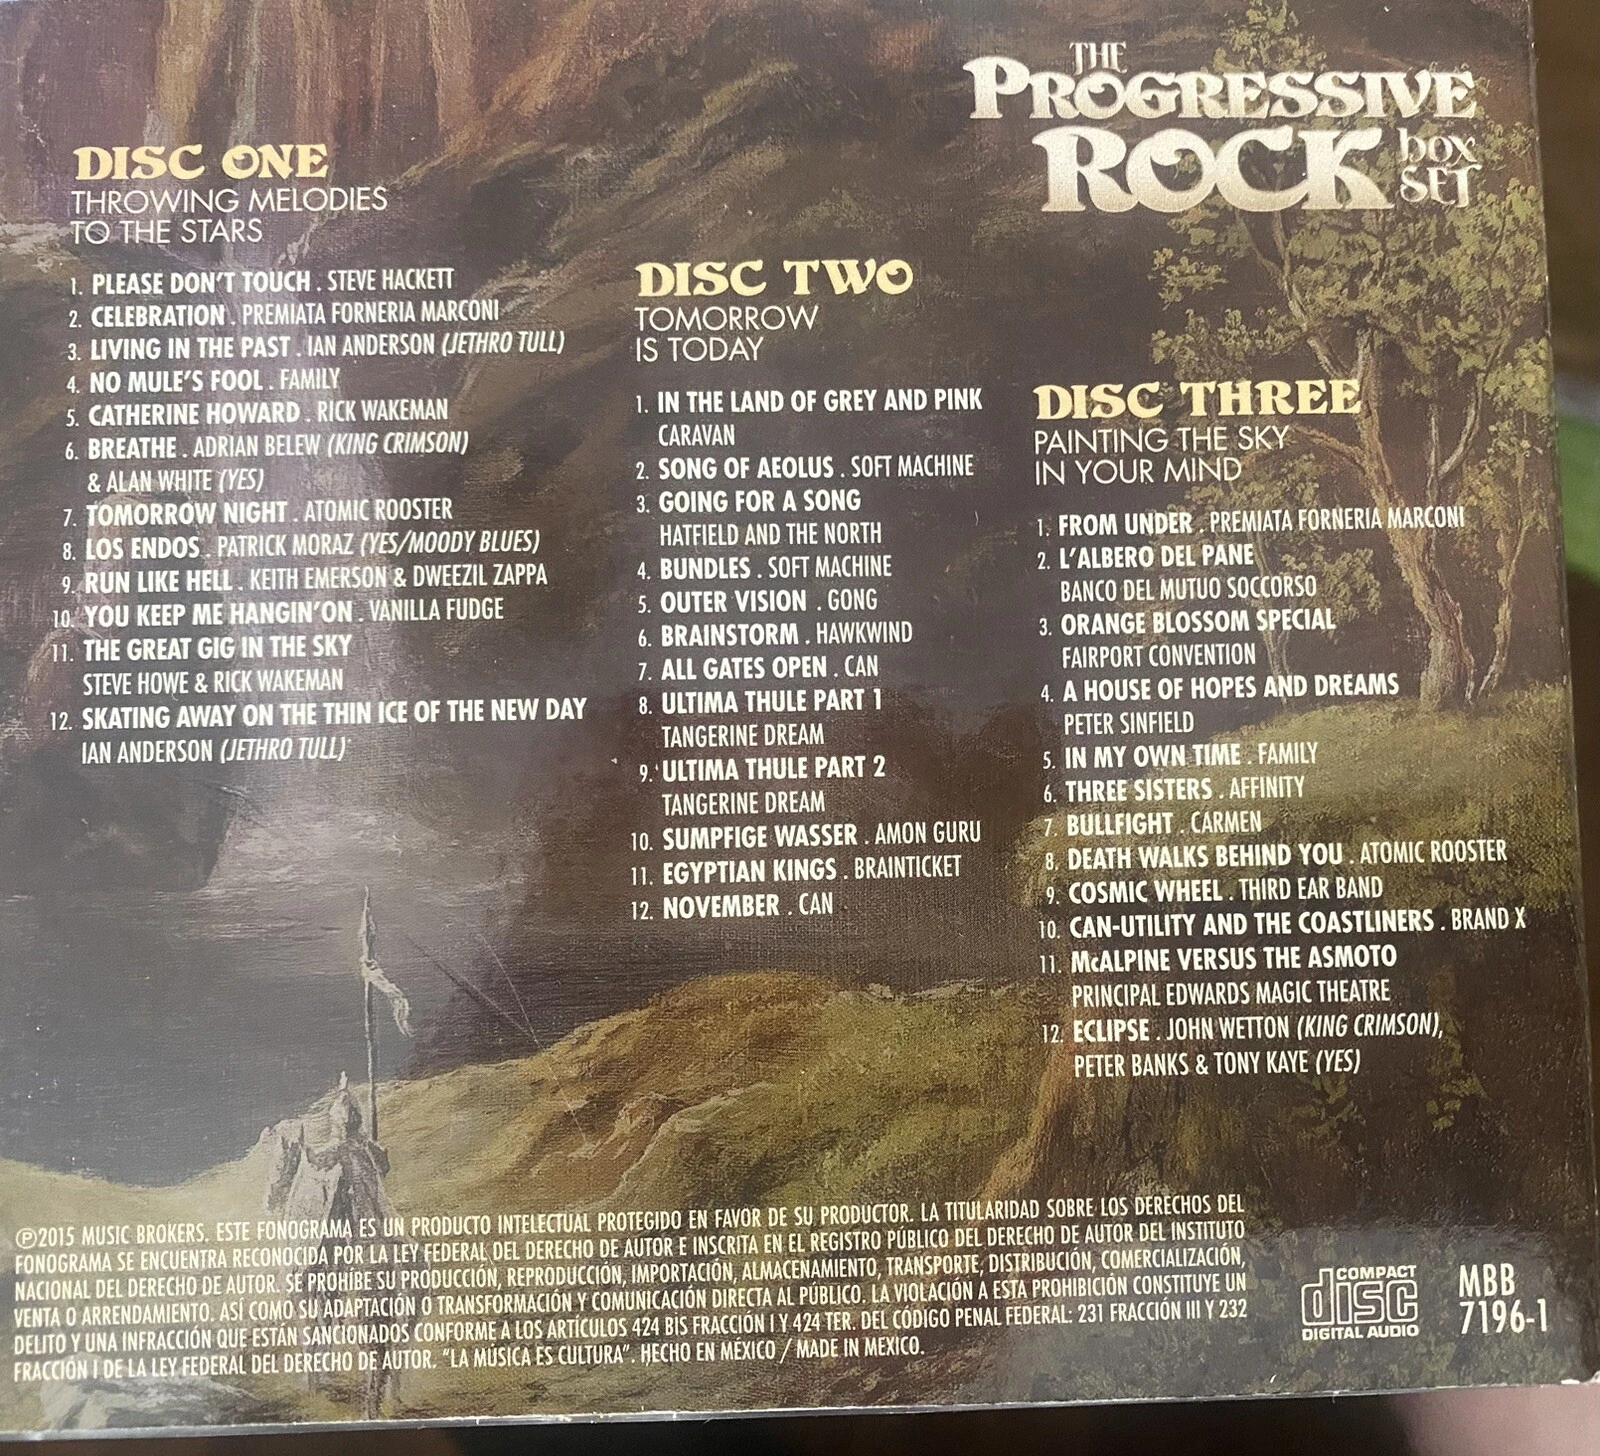 THE
PROGRESSIVE
ROCK BOX SET
DISC ONE
THROWING MELODIES
TO THE STARS
1. PLEASE DON'T TOUCH . STEVE HACKETT
2. CELEBRATION . PREMIATA FORNERIA MARCONI
3. LIVING IN THE PAST . IAN ANDERSON (JETHRO TULL)
4. NO MULE'S FOOL . FAMILY
5. CATHERINE HOWARD . RICK WAKEMAN
6. BREATHE . ADRIAN BELEW (KING CRIMSON)
& ALAN WHITE (YES)
7. TOMORROW NIGHT . ATOMIC ROOSTER
8. LOS ENDOS . PATRICK MORAZ (YES/MOODY BLUES)
9. RUN LIKE HELL . KEITH EMERSON & DWEEZIL ZAPPA
10. YOU KEEP ME HANGIN'ON . VANILLA FUDGE
11. THE GREAT GIG IN THE SKY
STEVE HOWE & RICK WAKEMAN
12. SKATING AWAY ON THE THIN ICE OF THE NEW DAY
IAN ANDERSON (JETHRO TULL)
DISC TWO
TOMORROW
IS TODAY
1. IN THE LAND OF GREY AND PINK
CARAVAN
2. SONG OF AEOLUS . SOFT MACHINE
3. GOING FOR A SONG
HATFIELD AND THE NORTH
4. BUNDLES . SOFT MACHINE
5. OUTER VISION . GONG
6. BRAINSTORM . HAWKWIND
7. ALL GATES OPEN . CAN
8. ULTIMA THULE PART 1
TANGERINE DREAM
9. ULTIMA THULE PART 2
TANGERINE DREAM
10. SUMPFIGE WASSER . AMON GURU
11. EGYPTIAN KINGS . BRAINTICKET
12. NOVEMBER . CAN
DISC THREE
PAINTING THE SKY
IN YOUR MIND
1. FROM UNDER . PREMIATA FORNERIA MARCONI
2. L'ALBERO DEL PANE
BANCO DEL MUTUO SOCCORSO
3. ORANGE BLOSSOM SPECIAL
FAIRPORT CONVENTION
4. A HOUSE OF HOPES AND DREAMS
PETER SINFIELD
5. IN MY OWN TIME . FAMILY
6. THREE SISTERS . AFFINITY
7. BULLFIGHT . CARMEN
8. DEATH WALKS BEHIND YOU . ATOMIC ROOSTER
9. COSMIC WHEEL . THIRD EAR BAND
10. CAN-UTILITY AND THE COASTLINERS . BRAND X
11. McALPINE VERSUS THE ASMOTO
PRINCIPAL EDWARDS MAGIC THEATRE
12. ECLIPSE . JOHN WETTON (KING CRIMSON),
PETER BANKS & TONY KAYE (YES)
℗2015 MUSIC BROKERS. ESTE FONOGRAMA ES UN PRODUCTO INTELECTUAL PROTEGIDO EN FAVOR DE SU PRODUCTOR. LA TITULARIDAD SOBRE LOS DERECHOS DEL
FONOGRAMA SE ENCUENTRA RECONOCIDA POR LA LEY FEDERAL DEL DERECHO DE AUTOR E INSCRITA EN EL REGISTRO PÚBLICO DEL DERECHO DE AUTOR DEL INSTITUTO
NACIONAL DEL DERECHO DE AUTOR. SE PROHÍBE SU PRODUCCIÓN, REPRODUCCIÓN, IMPORTACIÓN, ALMACENAMIENTO, TRANSPORTE, DISTRIBUCIÓN, COMERCIALIZACIÓN,
VENTA O ARRENDAMIENTO. ASÍ COMO SU ADAPTACIÓN O TRANSFORMACIÓN Y COMUNICACIÓN DIRECTA AL PÚBLICO. LA VIOLACIÓN A ESTA PROHIBICIÓN CONSTITUYE UN
DELITO Y UNA INFRACCIÓN QUE ESTÁN SANCIONADOS CONFORME A LOS ARTÍCULOS 424 BIS FRACCIÓN I Y 424 TER. DEL CÓDIGO PENAL FEDERAL: 231 FRACCIÓN III Y 232
FRACCIÓN I DE LA LEY FEDERAL DEL DERECHO DE AUTOR. "LA MÚSICA ES CULTURA". HECHO EN MÉXICO / MADE IN MEXICO.
COMPACT
disc
DIGITAL AUDIO
MBB
7196-1